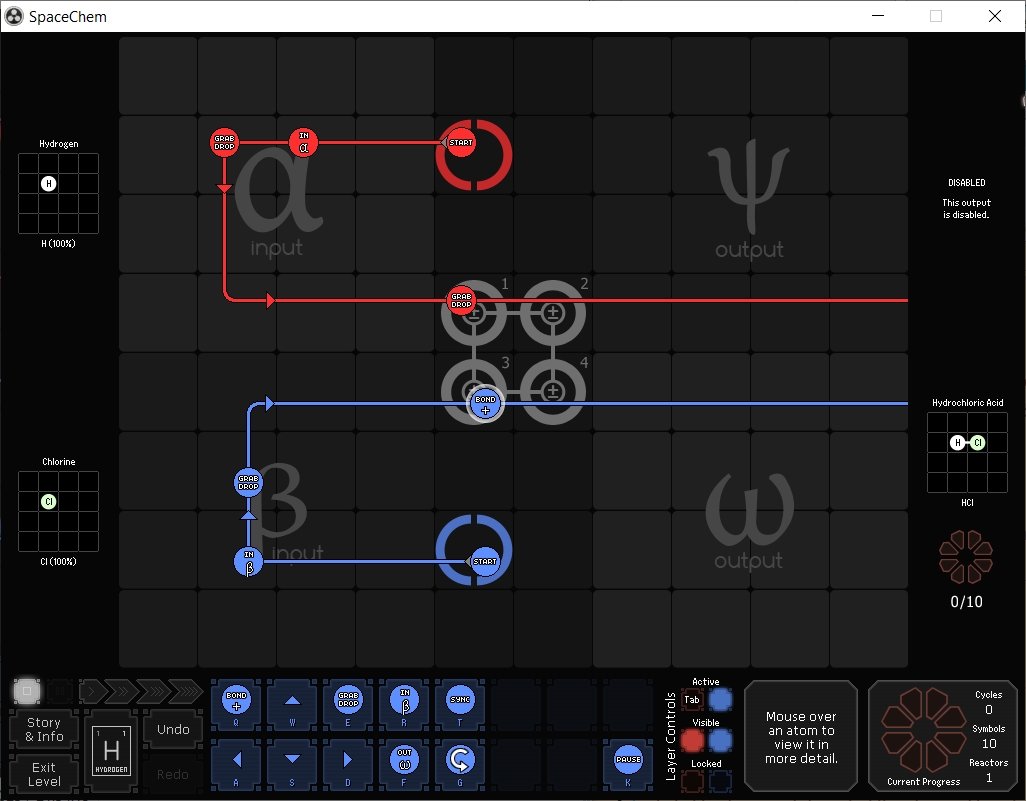 SpaceChem
Hydrogen
H
H (100%)
Chlorine
Cl
Cl (100%)
GRAB
DROP
IN
α
START
α
input
ψ
output
GRAB
DROP
±
1
±
2
±
3
±
4
BOND
+
GRAB
DROP
IN
β
β
input
START
ω
output
DISABLED
This output
is disabled.
Hydrochloric Acid
H Cl
HCl
0/10
Story
& Info
Exit
Level
1 1
H
HYDROGEN
Undo
Redo
BOND
+
Q
W
GRAB
DROP
E
IN
β
R
SYNC
T
A
S
D
OUT
(ω)
F
G
PAUSE
K
Layer Controls
Active
Tab
Visible
Locked
Mouse over
an atom to
view it in
more detail.
Cycles
0
Symbols
10
Reactors
1
Current Progress